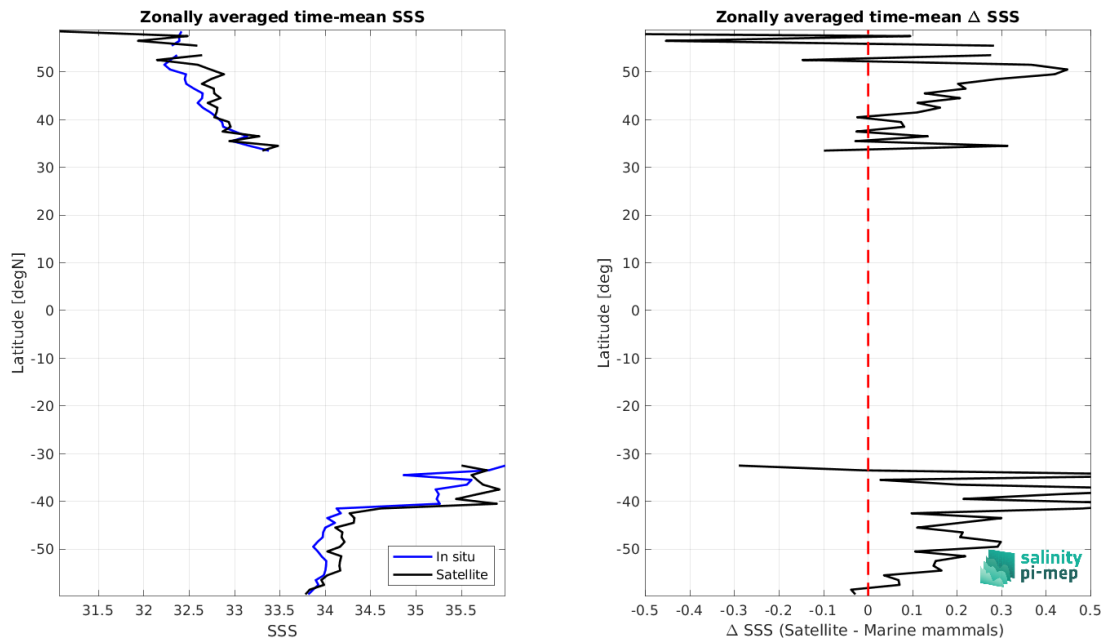 Zonally averaged time-mean SSS
50
40
30
20
10
0
-10
-20
-30
-40
-50
Latitude [degN]
31.5 32 32.5 33 33.5 34 34.5 35 35.5
SSS
In situ
Satellite
Zonally averaged time-mean Δ SSS
50
40
30
20
10
0
-10
-20
-30
-40
-50
Latitude [deg]
-0.5 -0.4 -0.3 -0.2 -0.1 0 0.1 0.2 0.3 0.4 0.5
Δ SSS (Satellite - Marine mammals)
salinity
pi-mep